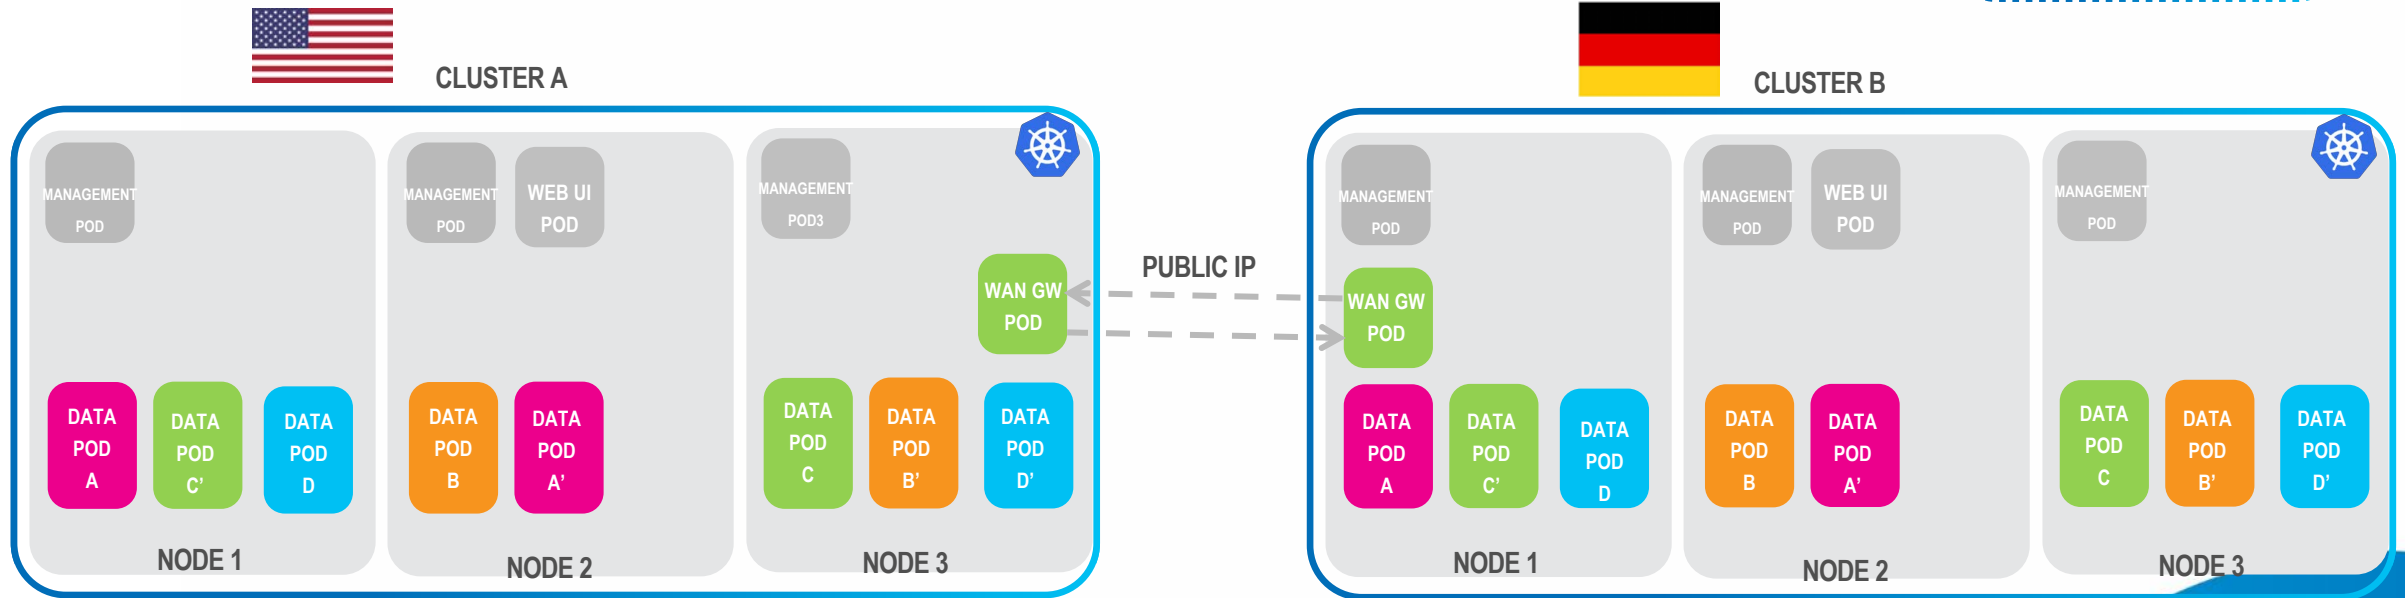 CLUSTER A
MANAGEMENT
POD
MANAGEMENT
POD
WEB UI
POD
MANAGEMENT
POD3
WAN GW
POD
DATA
POD
A
DATA
POD
C’
DATA
POD
D
DATA
POD
B
DATA
POD
A’
DATA
POD
C
DATA
POD
B’
DATA
POD
D’
NODE 1
NODE 2
NODE 3
PUBLIC IP
CLUSTER B
MANAGEMENT
POD
MANAGEMENT
POD
WEB UI
POD
MANAGEMENT
POD
WAN GW
POD
DATA
POD
A
DATA
POD
C’
DATA
POD
D
DATA
POD
B
DATA
POD
A’
DATA
POD
C
DATA
POD
B’
DATA
POD
D’
NODE 1
NODE 2
NODE 3